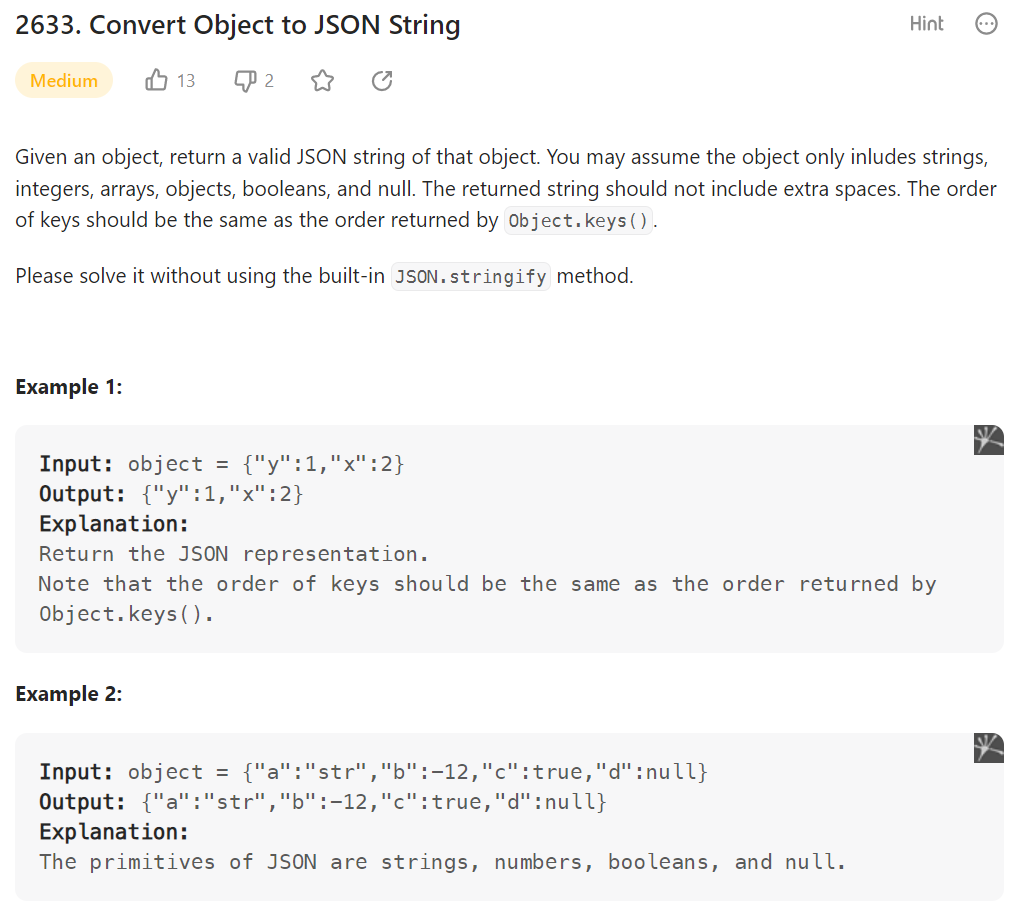 2633. Convert Object to JSON String
Hint
Medium
13
2
Given an object, return a valid JSON string of that object. You may assume the object only inludes strings,
integers, arrays, objects, booleans, and null. The returned string should not include extra spaces. The order
of keys should be the same as the order returned by Object.keys().
Please solve it without using the built-in JSON.stringify method.
Example 1:
Input: object = {"y":1,"x":2}
Output: {"y":1,"x":2}
Explanation:
Return the JSON representation.
Note that the order of keys should be the same as the order returned by
Object.keys().
Example 2:
Input: object = {"a":"str","b":-12,"c":true,"d":null}
Output: {"a":"str","b":-12,"c":true,"d":null}
Explanation:
The primitives of JSON are strings, numbers, booleans, and null.